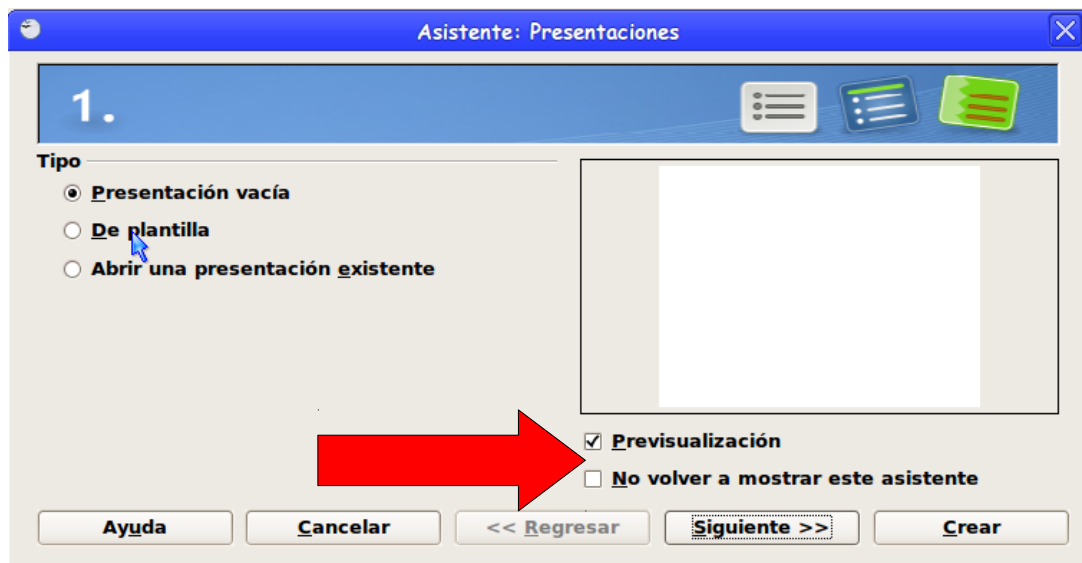 Asistente: Presentaciones
1.
Tipo
Presentación vacía
De plantilla
Abrir una presentación existente
Previsualización
No volver a mostrar este asistente
Ayuda
Cancelar
<< Regresar
Siguiente >>
Crear